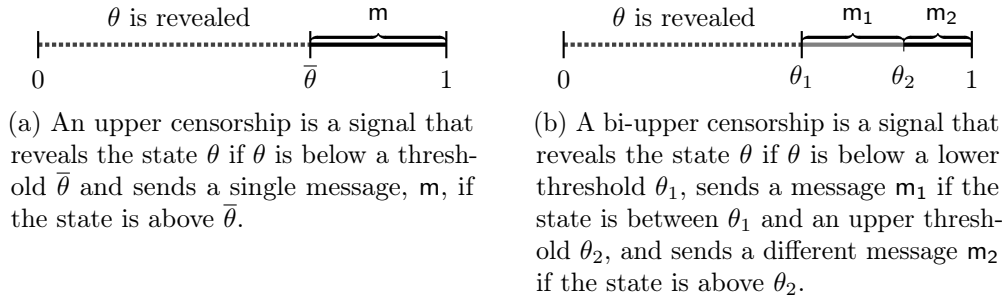 θ is revealed
m
0
θ̅
1
(a) An upper censorship is a signal that
reveals the state θ if θ is below a thresh-
old θ̅ and sends a single message, m, if
the state is above θ̅.
θ is revealed
m₁
m₂
0
θ₁
θ₂
1
(b) A bi-upper censorship is a signal that
reveals the state θ if θ is below a lower
threshold θ₁, sends a message m₁ if the
state is between θ₁ and an upper thresh-
old θ₂, and sends a different message m₂
if the state is above θ₂.